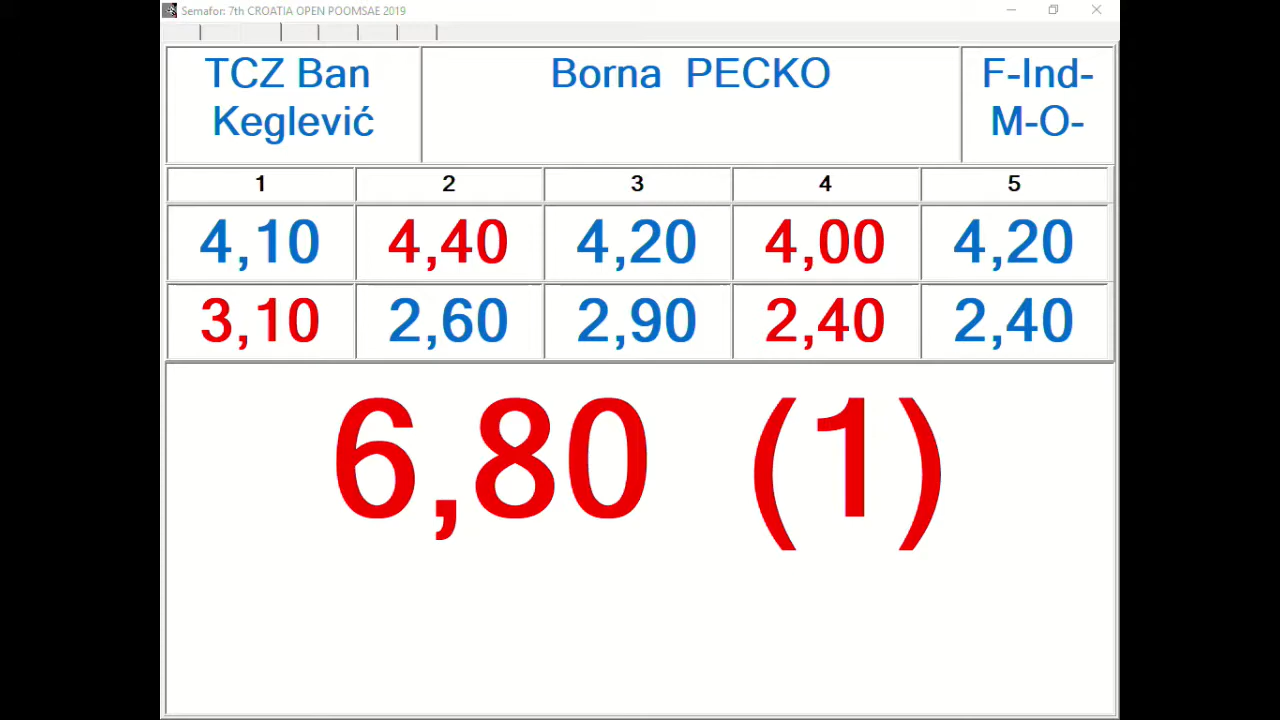 Semafor: 7th CROATIA OPEN POOMSAE 2019
TCZ Ban
Keglević
Borna PECKO
F-Ind-
M-O-
1 2 3 4 5
4,10 4,40 4,20 4,00 4,20
3,10 2,60 2,90 2,40 2,40
6,80 (1)